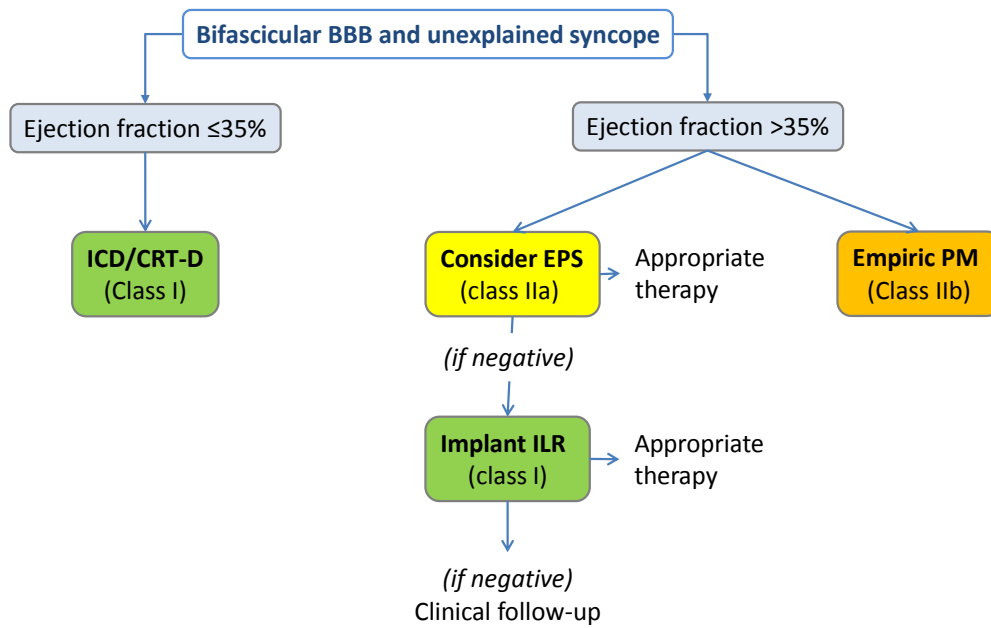 Bifascicular BBB and unexplained syncope
Ejection fraction ≤35%
Ejection fraction >35%
ICD/CRT-D
(Class I)
Consider EPS
(class IIa)
Appropriate
therapy
Empiric PM
(Class IIb)
(if negative)
Implant ILR
(class I)
Appropriate
therapy
(if negative)
Clinical follow-up